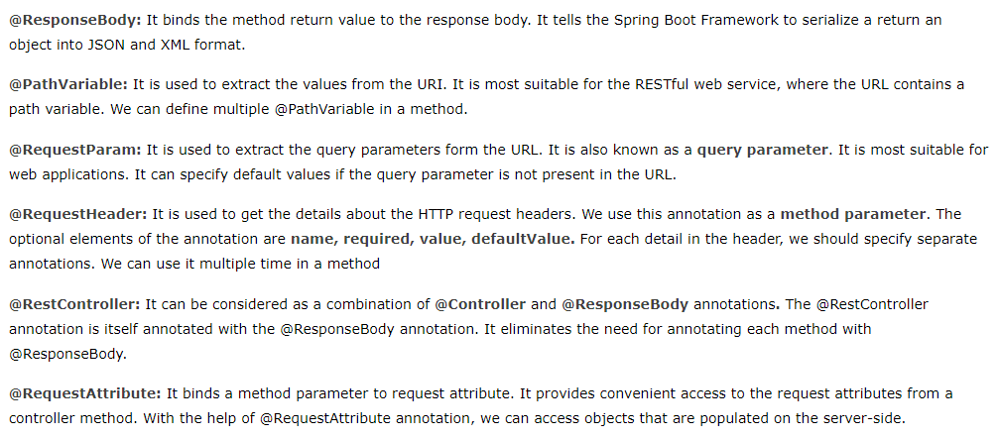 @ResponseBody: It binds the method return value to the response body. It tells the Spring Boot Framework to serialize a return an
object into JSON and XML format.
@PathVariable: It is used to extract the values from the URI. It is most suitable for the RESTful web service, where the URL contains a
path variable. We can define multiple @PathVariable in a method.
@RequestParam: It is used to extract the query parameters form the URL. It is also known as a query parameter. It is most suitable for
web applications. It can specify default values if the query parameter is not present in the URL.
@RequestHeader: It is used to get the details about the HTTP request headers. We use this annotation as a method parameter. The
optional elements of the annotation are name, required, value, defaultValue. For each detail in the header, we should specify separate
annotations. We can use it multiple time in a method
@RestController: It can be considered as a combination of @Controller and @ResponseBody annotations. The @RestController
annotation is itself annotated with the @ResponseBody annotation. It eliminates the need for annotating each method with
@ResponseBody.
@RequestAttribute: It binds a method parameter to request attribute. It provides convenient access to the request attributes from a
controller method. With the help of @RequestAttribute annotation, we can access objects that are populated on the server-side.